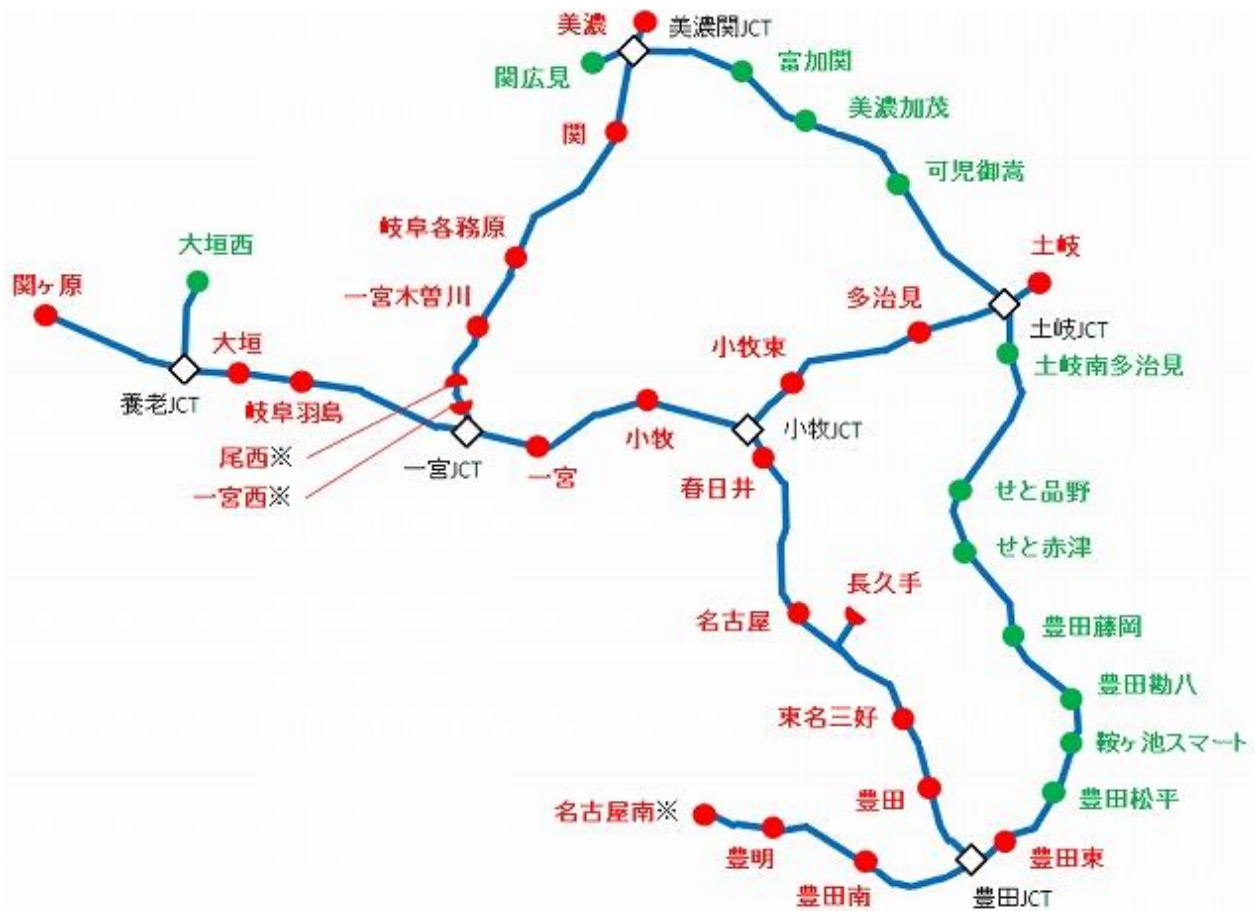 美濃
美濃関JCT
富加関
関広見
美濃加茂
関
可児御嵩
岐阜各務原
土岐
大垣西
関ヶ原
一宮木曽川
多治見
土岐JCT
大垣
小牧東
土岐南多治見
養老JCT
岐阜羽島
小牧
小牧JCT
尾西※
一宮JCT
一宮
春日井
一宮西※
せと品野
せと赤津
長久手
名古屋
豊田藤岡
豊田勘八
東名三好
鞍ヶ池スマート
豊田
豊田松平
名古屋南※
豊明
豊田東
豊田南
豊田JCT